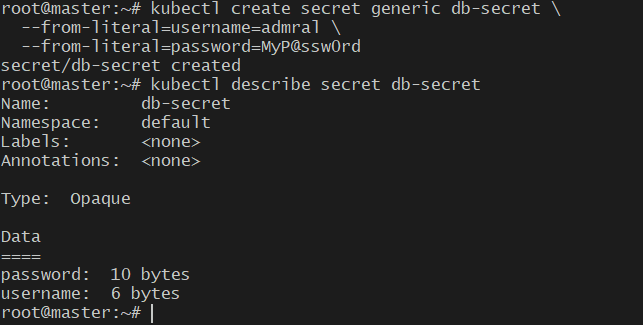 root@master:~# kubectl create secret generic db-secret \
  --from-literal=username=admral \
  --from-literal=password=MyP@ssw0rd
secret/db-secret created
root@master:~# kubectl describe secret db-secret
Name:         db-secret
Namespace:    default
Labels:       <none>
Annotations:  <none>

Type:  Opaque

Data
====
password:  10 bytes
username:  6 bytes
root@master:~#